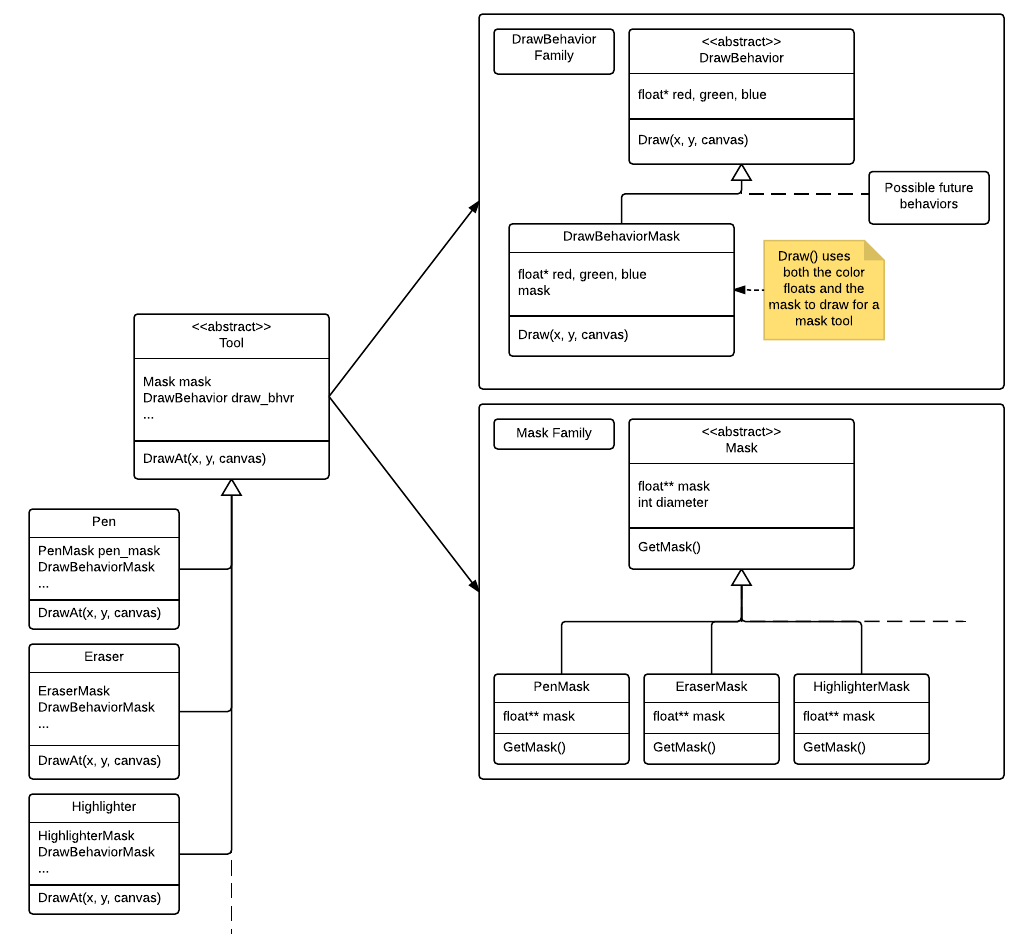 DrawBehavior
Family
<<abstract>>
DrawBehavior
float* red, green, blue
Draw(x, y, canvas)
Possible future
behaviors
DrawBehaviorMask
float* red, green, blue
mask
Draw(x, y, canvas)
Draw() uses
both the color
floats and the
mask to draw for a
mask tool
<<abstract>>
Tool
Mask mask
DrawBehavior draw_bhvr
...
DrawAt(x, y, canvas)
Mask Family
<<abstract>>
Mask
float** mask
int diameter
GetMask()
Pen
PenMask pen_mask
DrawBehaviorMask
...
DrawAt(x, y, canvas)
Eraser
EraserMask
DrawBehaviorMask
...
DrawAt(x, y, canvas)
Highlighter
HighlighterMask
DrawBehaviorMask
...
DrawAt(x, y, canvas)
PenMask
float** mask
GetMask()
EraserMask
float** mask
GetMask()
HighlighterMask
float** mask
GetMask()